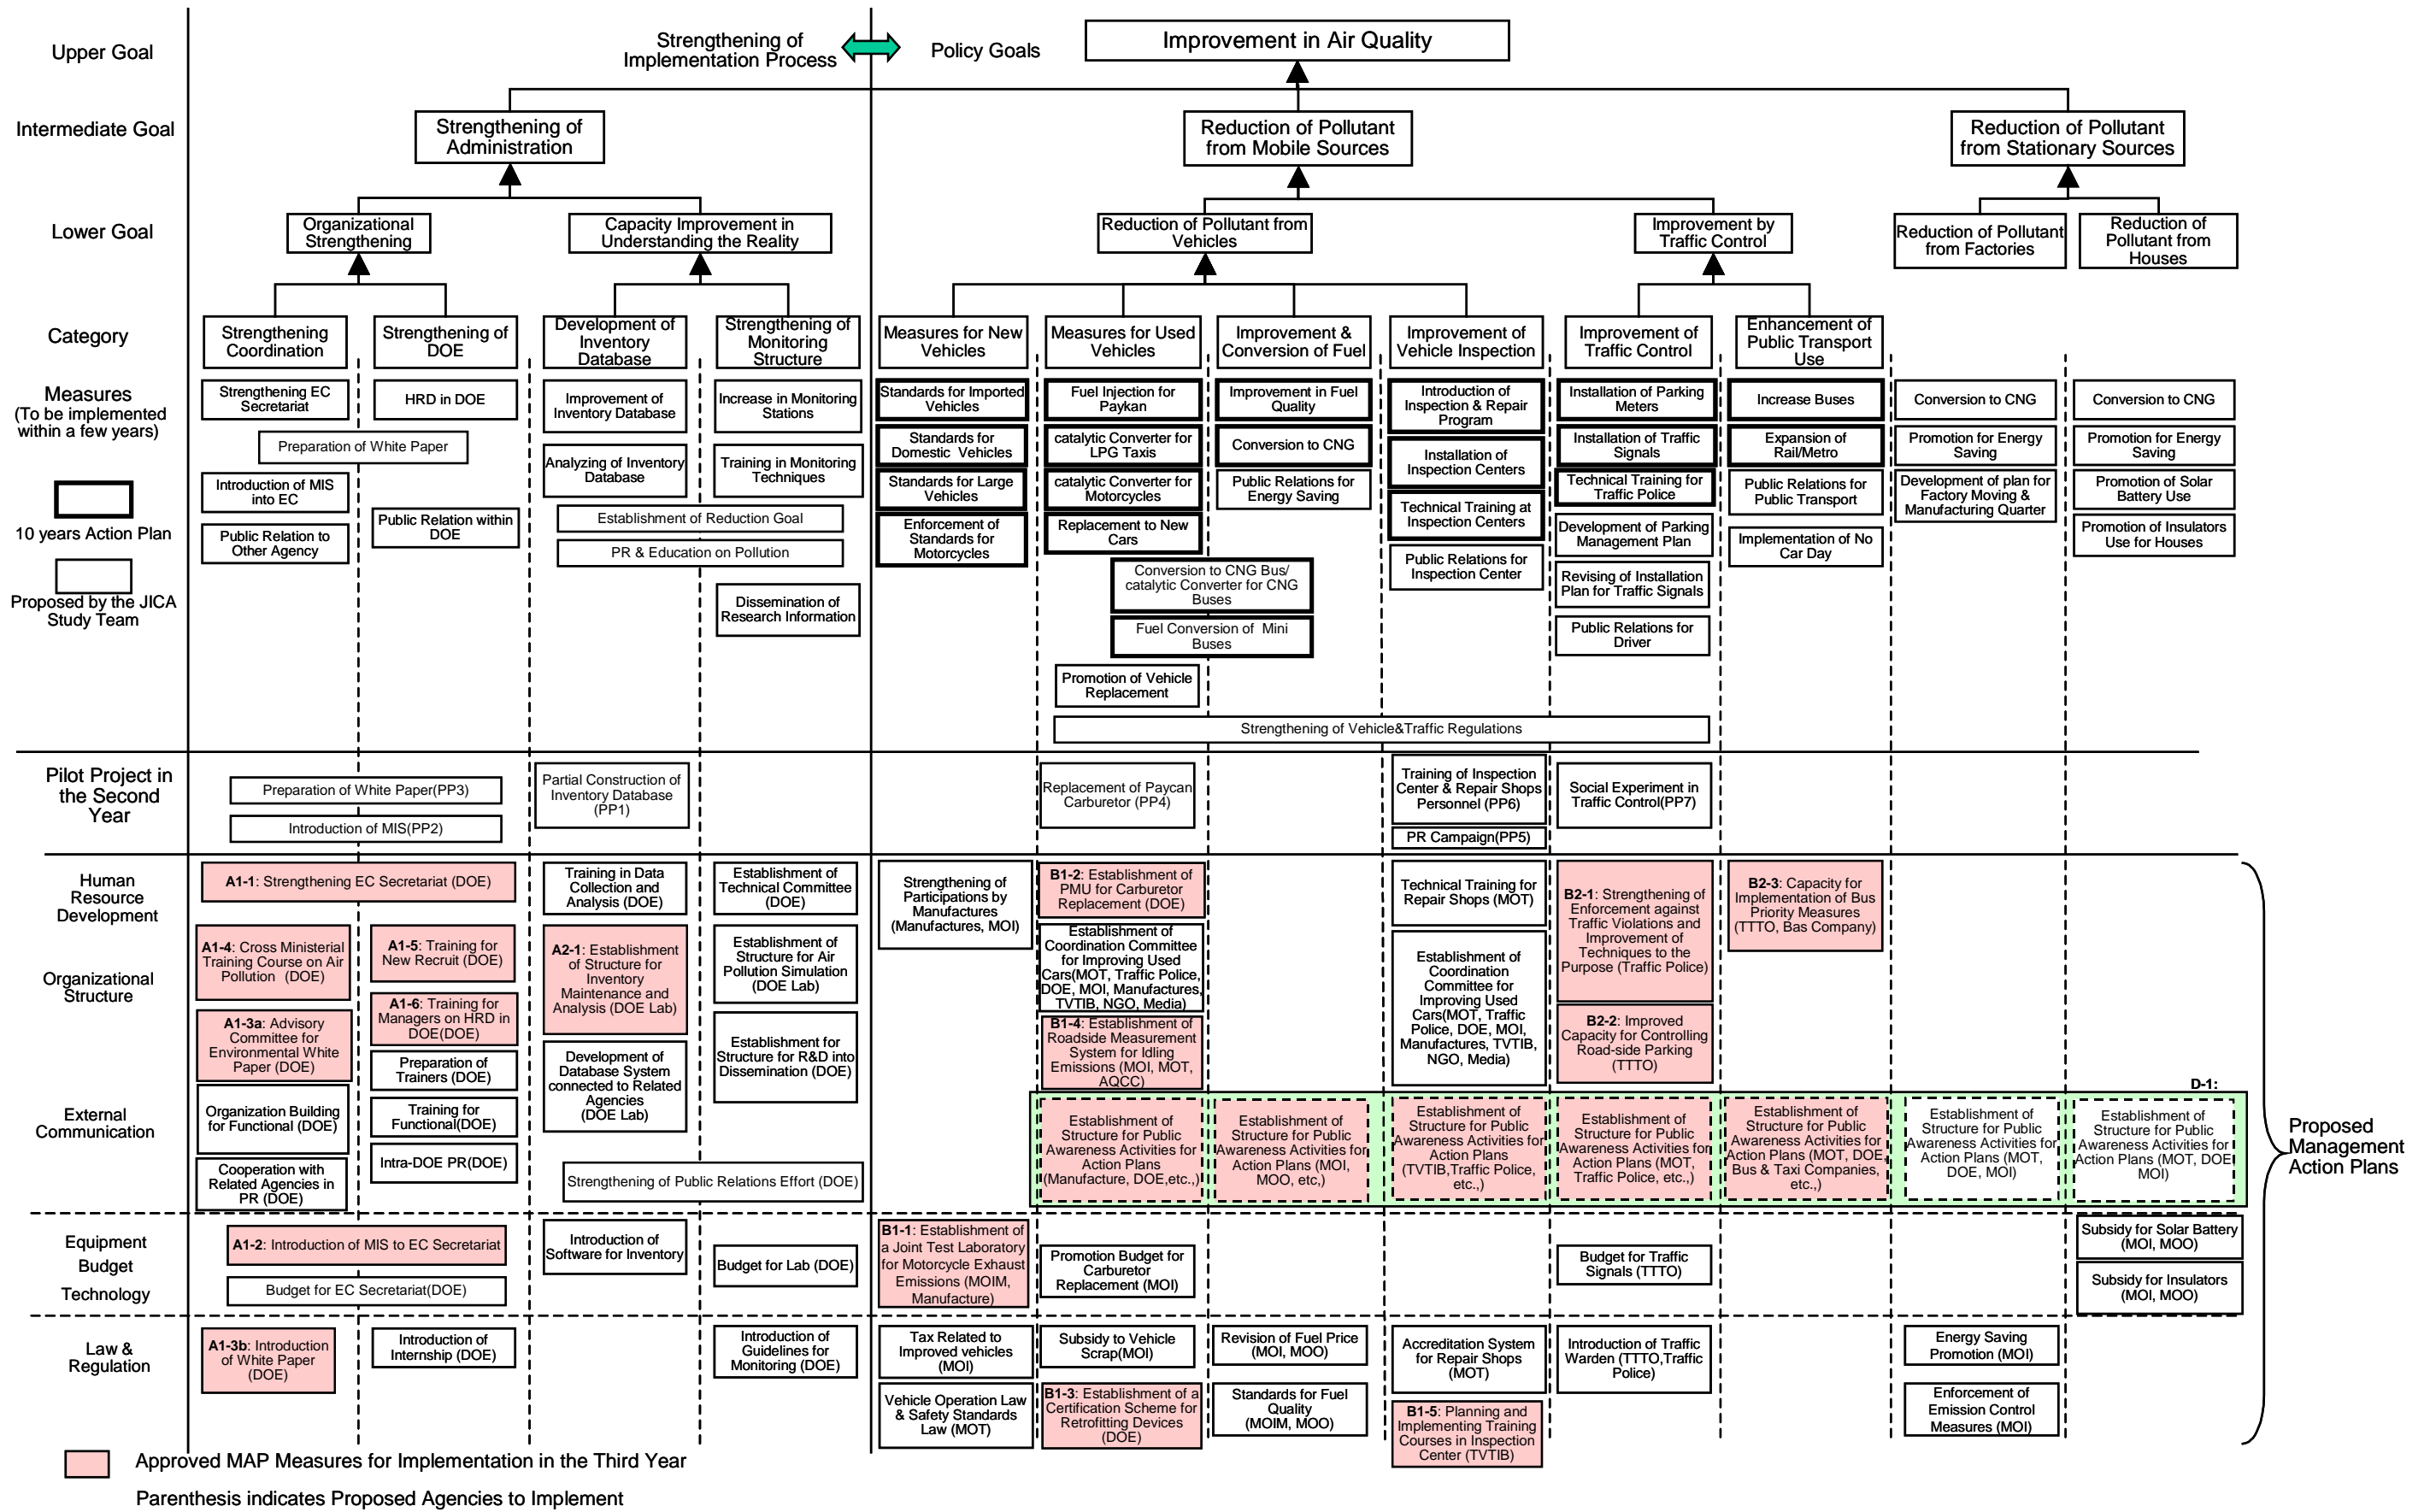 Upper Goal
Strengthening of
Implementation Process
Policy Goals
Improvement in Air Quality
Intermediate Goal
Strengthening of
Administration
Reduction of Pollutant
from Mobile Sources
Reduction of Pollutant
from Stationary Sources
Lower Goal
Organizational
Strengthening
Capacity Improvement in
Understanding the Reality
Reduction of Pollutant from
Vehicles
Improvement by
Traffic Control
Reduction of Pollutant
from Factories
Reduction of
Pollutant from
Houses
Category
Strengthening
Coordination
Strengthening of
DOE
Development of
Inventory
Database
Strengthening of
Monitoring
Structure
Measures for New
Vehicles
Measures for Used
Vehicles
Improvement &
Conversion of Fuel
Improvement of
Vehicle Inspection
Improvement of
Traffic Control
Enhancement of
Public Transport
Use
Measures
(To be implemented
within a few years)
10 years Action Plan
Proposed by the JICA
Study Team
Strengthening EC
Secretariat
HRD in DOE
Preparation of White Paper
Introduction of MIS
into EC
Public Relation to
Other Agency
Public Relation within
DOE
Improvement of
Inventory Database
Analyzing of Inventory
Database
Increase in Monitoring
Stations
Training in Monitoring
Techniques
Establishment of Reduction Goal
PR & Education on Pollution
Dissemination of
Research Information
Standards for Imported
Vehicles
Standards for
Domestic  Vehicles
Standards for Large
Vehicles
Enforcement of
Standards for
Motorcycles
Fuel Injection for
Paykan
catalytic Converter for
LPG Taxis
catalytic Converter for
Motorcycles
Replacement to New
Cars
Conversion to CNG Bus/
catalytic Converter for CNG
Buses
Fuel Conversion of  Mini
Buses
Promotion of Vehicle
Replacement
Strengthening of Vehicle&Traffic Regulations
Improvement in Fuel
Quality
Conversion to CNG
Public Relations for
Energy Saving
Introduction of
Inspection & Repair
Program
Installation of
Inspection Centers
Technical Training at
Inspection Centers
Public Relations for
Inspection Center
Installation of Parking
Meters
Installation of Traffic
Signals
Technical Training for
Traffic Police
Development of Parking
Management Plan
Revising of Installation
Plan for Traffic Signals
Public Relations for
Driver
Increase Buses
Expansion of
Rail/Metro
Public Relations for
Public Transport
Implementation of No
Car Day
Conversion to CNG
Promotion for Energy
Saving
Development of plan for
Factory Moving &
Manufacturing Quarter
Conversion to CNG
Promotion for Energy
Saving
Promotion of Solar
Battery Use
Promotion of Insulators
Use for Houses
Pilot Project in
the Second
Year
Preparation of White Paper(PP3)
Introduction of MIS(PP2)
Partial Construction of
Inventory Database
(PP1)
Replacement of Paycan
Carburetor (PP4)
Training of Inspection
Center & Repair Shops
Personnel (PP6)
PR Campaign(PP5)
Social Experiment in
Traffic Control(PP7)
Human
Resource
Development
Organizational
Structure
External
Communication
A1-1: Strengthening EC Secretariat (DOE)
A1-4: Cross Ministerial
Training Course on Air
Pollution  (DOE)
A1-3a: Advisory
Committee for
Environmental White
Paper (DOE)
Organization Building
for Functional (DOE)
Cooperation with
Related Agencies in
PR (DOE)
A1-5: Training for
New Recruit (DOE)
A1-6: Training for
Managers on HRD in
DOE(DOE)
Preparation of
Trainers (DOE)
Training for
Functional(DOE)
Intra-DOE PR(DOE)
Training in Data
Collection and
Analysis (DOE)
A2-1: Establishment
of Structure for
Inventory
Maintenance and
Analysis (DOE Lab)
Development of
Database System
connected to Related
Agencies
(DOE Lab)
Establishment of
Technical Committee
(DOE)
Establishment of
Structure for Air
Pollution Simulation
(DOE Lab)
Establishment for
Structure for R&D into
Dissemination (DOE)
Strengthening of Public Relations Effort (DOE)
Strengthening of
Participations by
Manufactures
(Manufactures, MOI)
B1-2: Establishment of
PMU for Carburetor
Replacement (DOE)
Establishment of
Coordination Committee
for Improving Used
Cars(MOT, Traffic Police,
DOE, MOI, Manufactures,
TVTIB, NGO, Media)
B1-4: Establishment of
Roadside Measurement
System for Idling
Emissions (MOI, MOT,
AQCC)
Technical Training for
Repair Shops (MOT)
Establishment of
Coordination
Committee for
Improving Used
Cars(MOT, Traffic
Police, DOE, MOI,
Manufactures, TVTIB,
NGO, Media)
B2-1: Strengthening of
Enforcement against
Traffic Violations and
Improvement of
Techniques to the
Purpose (Traffic Police)
B2-2: Improved
Capacity for Controlling
Road-side Parking
(TTTO)
B2-3: Capacity for
Implementation of Bus
Priority Measures
(TTTO, Bas Company)
D-1:
Establishment of
Structure for Public
Awareness Activities for
Action Plans
(Manufacture, DOE,etc.,)
Establishment of
Structure for Public
Awareness Activities for
Action Plans (MOI,
MOO, etc,)
Establishment of
Structure for Public
Awareness Activities for
Action Plans
(TVTIB,Traffic Police,
etc.,)
Establishment of
Structure for Public
Awareness Activities for
Action Plans (MOT,
Traffic Police, etc.,)
Establishment of
Structure for Public
Awareness Activities for
Action Plans (MOT, DOE,
Bus & Taxi Companies,
etc.,)
Establishment of
Structure for Public
Awareness Activities for
Action Plans (MOT,
DOE, MOI)
Establishment of
Structure for Public
Awareness Activities for
Action Plans (MOT, DOE
MOI)
Proposed
Management
Action Plans
Equipment
Budget
Technology
A1-2: Introduction of MIS to EC Secretariat
Budget for EC Secretariat(DOE)
Introduction of
Software for Inventory
Budget for Lab (DOE)
B1-1: Establishment of
a Joint Test Laboratory
for Motorcycle Exhaust
Emissions (MOIM,
Manufacture)
Promotion Budget for
Carburetor
Replacement (MOI)
Budget for Traffic
Signals (TTTO)
Subsidy for Solar Battery
(MOI, MOO)
Subsidy for Insulators
(MOI, MOO)
Law &
Regulation
A1-3b: Introduction
of White Paper
(DOE)
Introduction of
Internship (DOE)
Introduction of
Guidelines for
Monitoring (DOE)
Tax Related to
Improved vehicles
(MOI)
Vehicle Operation Law
& Safety Standards
Law (MOT)
Subsidy to Vehicle
Scrap(MOI)
B1-3: Establishment of a
Certification Scheme for
Retrofitting Devices
(DOE)
Revision of Fuel Price
(MOI, MOO)
Standards for Fuel
Quality
(MOIM, MOO)
Accreditation System
for Repair Shops
(MOT)
B1-5: Planning and
Implementing Training
Courses in Inspection
Center (TVTIB)
Introduction of Traffic
Warden (TTTO,Traffic
Police)
Energy Saving
Promotion (MOI)
Enforcement of
Emission Control
Measures (MOI)
Approved MAP Measures for Implementation in the Third Year
Parenthesis indicates Proposed Agencies to Implement